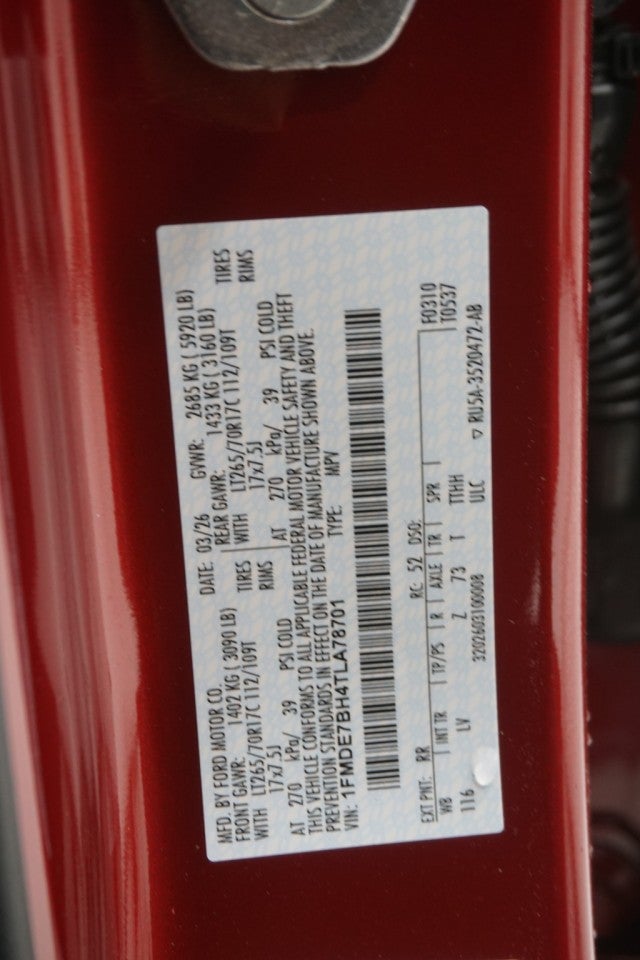 MFD. BY FORD MOTOR CO.
DATE: 03/26 GVWR: 2685 KG ( 5920 LB)
FRONT GAWR: 1402 KG ( 3090 LB) REAR GAWR: 1433 KG ( 3160 LB)
WITH LT265/70R17C 112/109T TIRES WITH LT265/70R17C 112/109T TIRES
17x7.5J RIMS 17x7.5J RIMS
AT 270 kPa/ 39 PSI COLD AT 270 kPa/ 39 PSI COLD
THIS VEHICLE CONFORMS TO ALL APPLICABLE FEDERAL MOTOR VEHICLE SAFETY AND THEFT
PREVENTION STANDARDS IN EFFECT ON THE DATE OF MANUFACTURE SHOWN ABOVE.
VIN: 1FMDE7BH4TLA78701 TYPE: MPV
EXT PNT: RR RC: 52 DSO: F0310
T0537
WB INT TR TP/PS R AXLE TR SPR
116 LV Z 73 T TTHH
3202603100008 ULC ▽ RU5A-3520472-AB